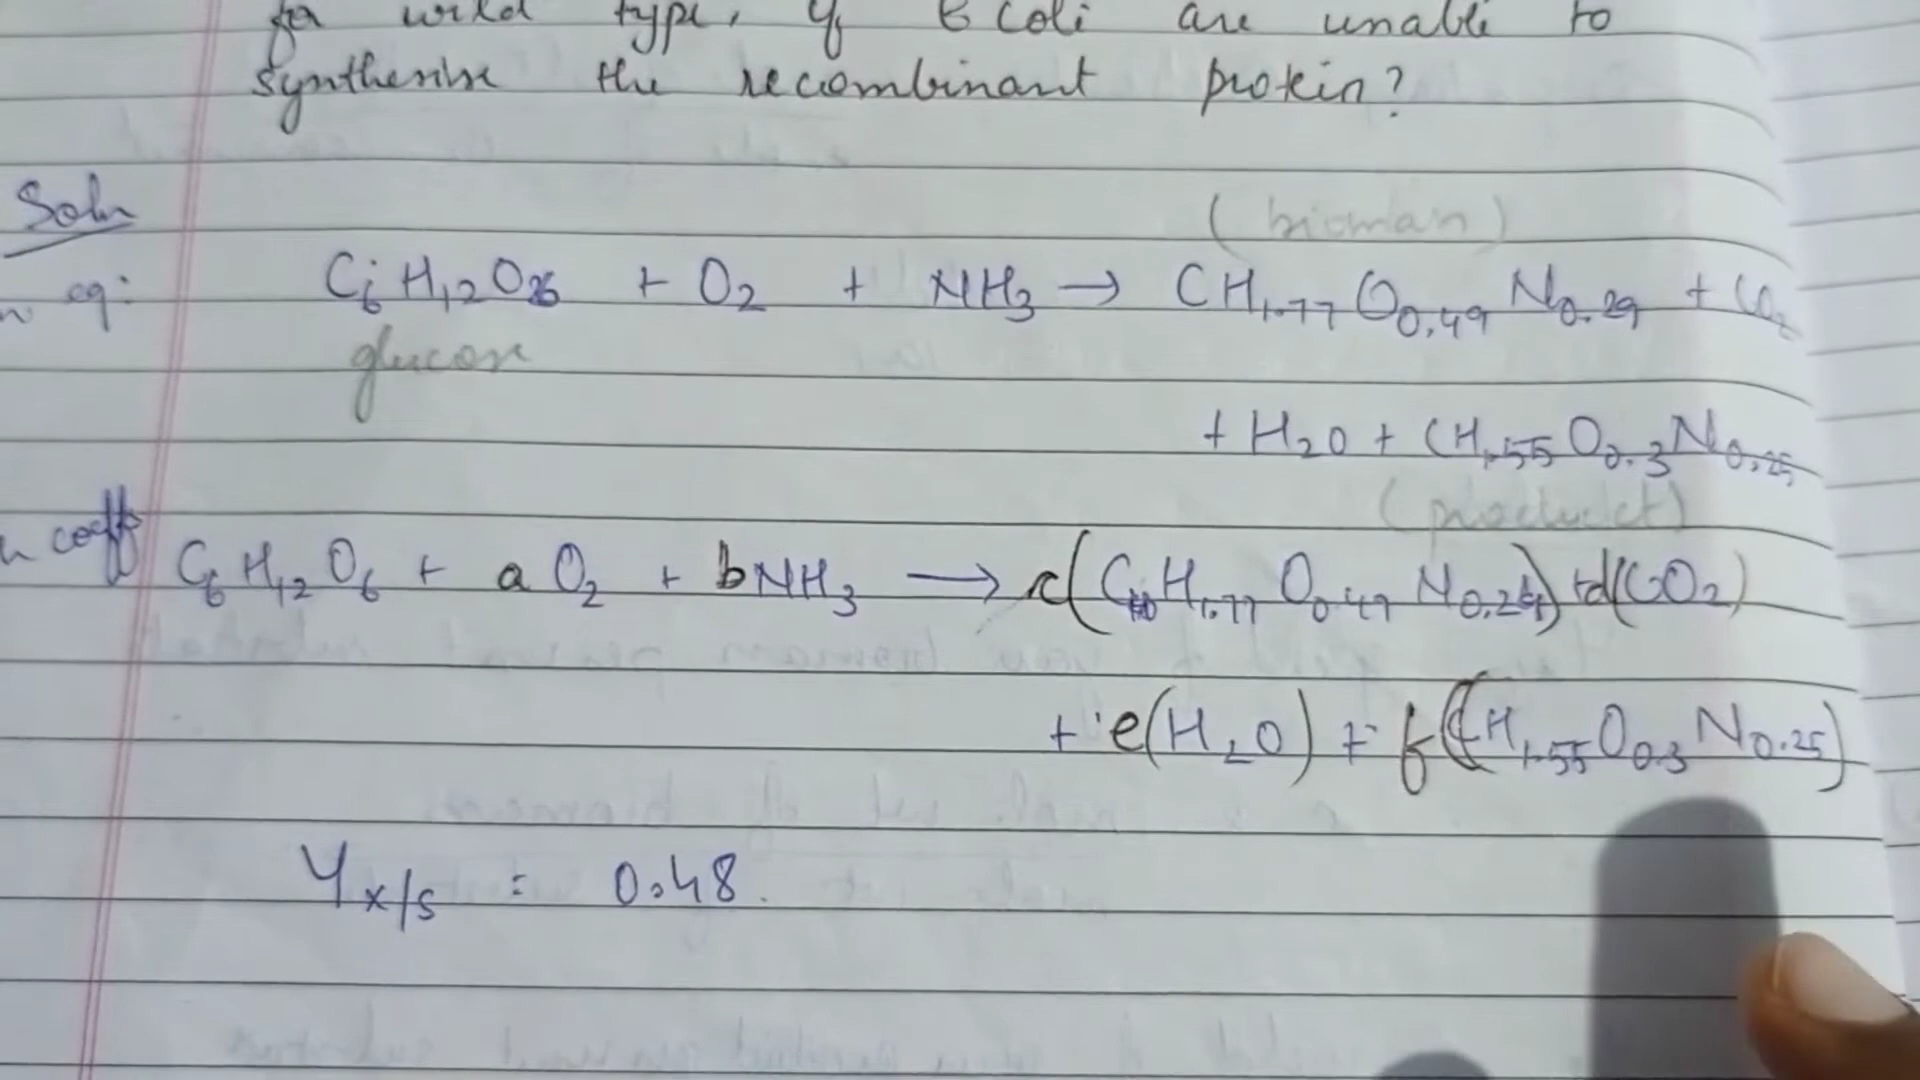 for wild type, if E coli are unable to
synthesise the recombinant protein?
Soln
eq: C6H12O6 + O2 + NH3 → CH1.77O0.49N0.29 + CO2
(biomass)
glucose
+ H2O + CH1.55O0.3N0.25
(product)
coeff C6H12O6 + aO2 + bNH3 → c(CH1.77O0.47N0.24) + d(CO2)
+ e(H2O) + f(CH1.55O0.3N0.25)
Yx/s = 0.48.